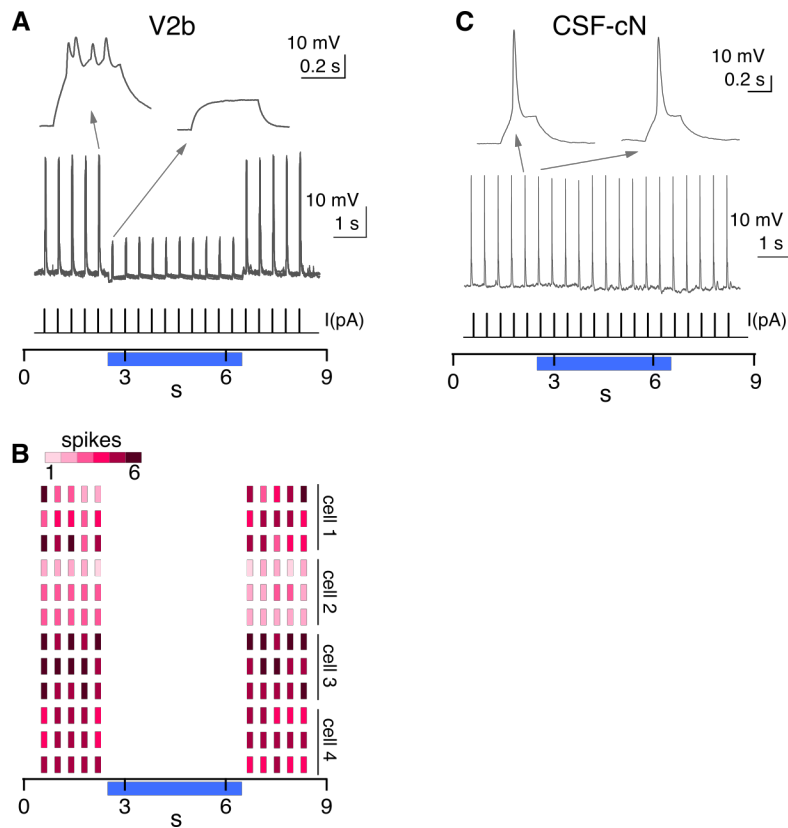 A
V2b
10 mV
0.2 s
10 mV
1 s
I(pA)
0
3
6
9
s
C
CSF-cN
10 mV
0.2 s
10 mV
1 s
I(pA)
0
3
6
9
s
B
spikes
1
6
cell 1
cell 2
cell 3
cell 4
0
3
6
9
s